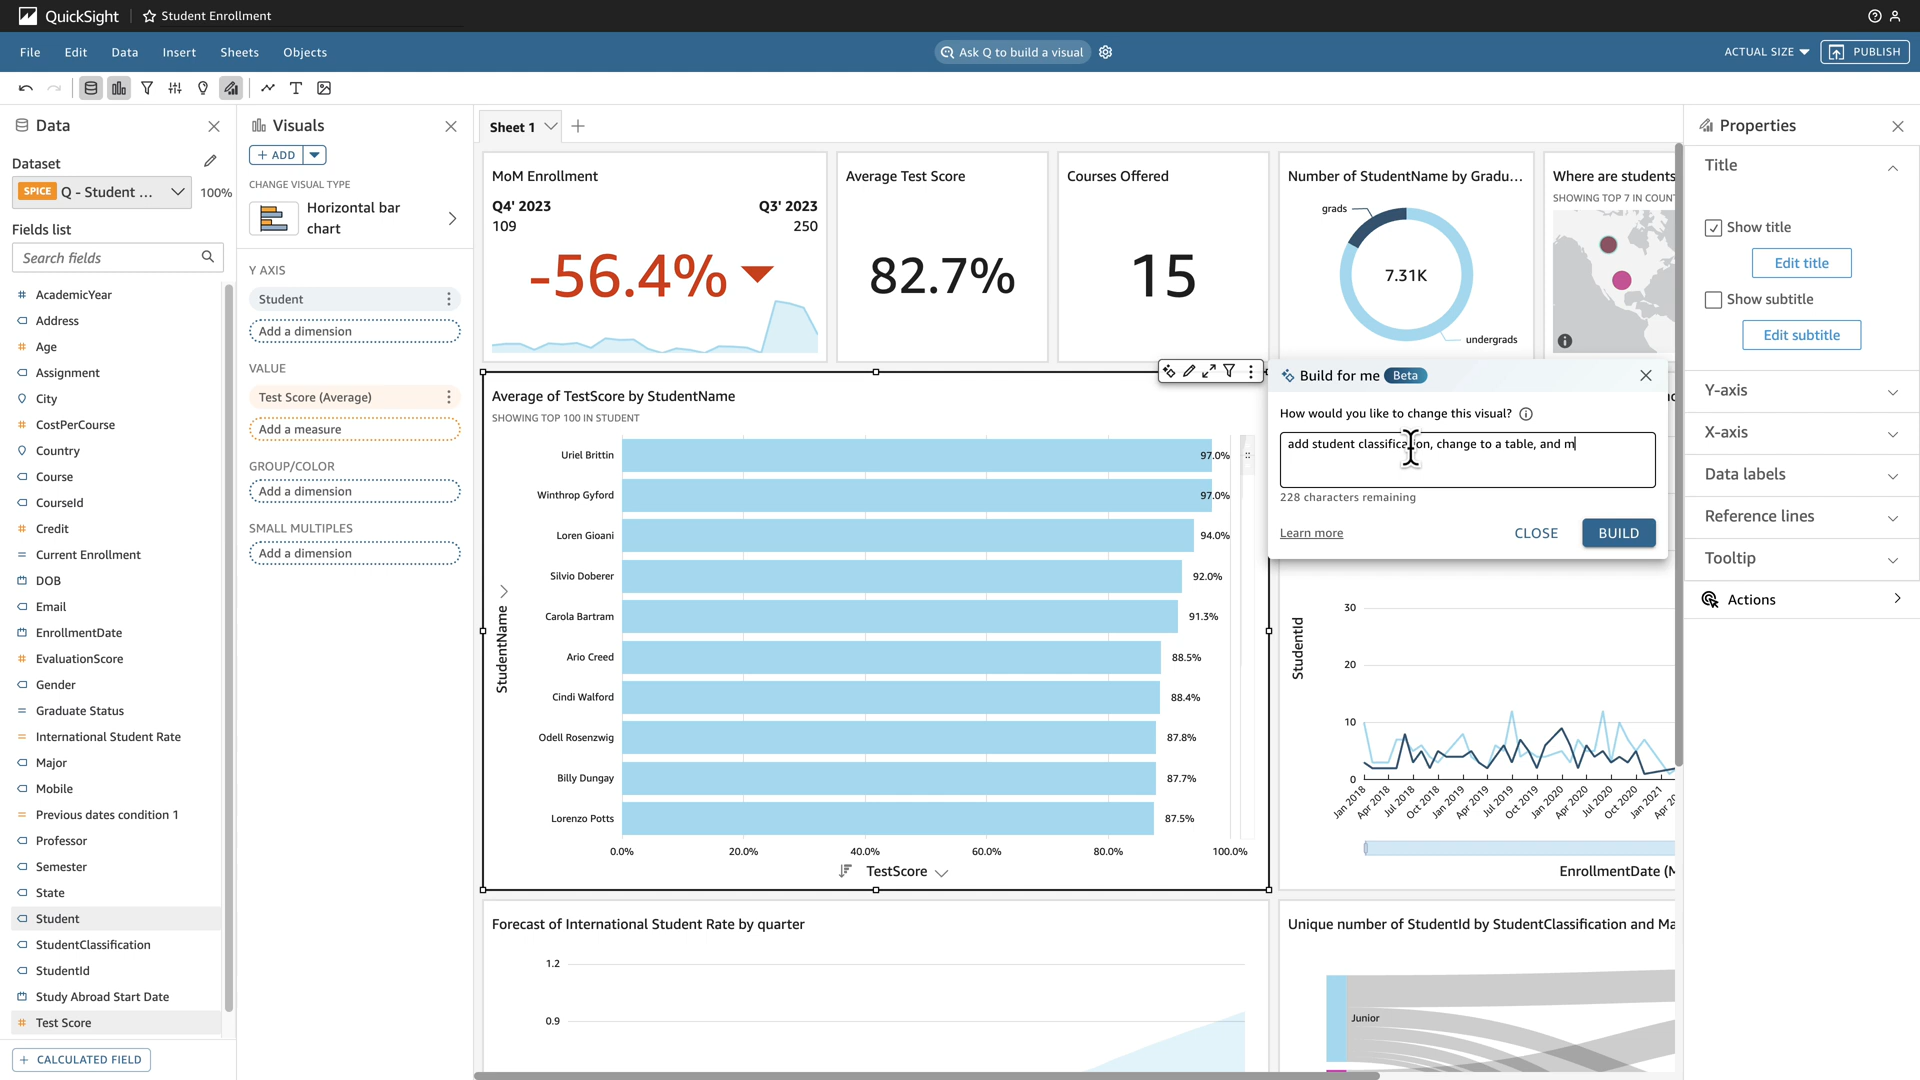 QuickSight
Student Enrollment
File Edit Data Insert Sheets Objects
Ask Q to build a visual
ACTUAL SIZE
PUBLISH
Data
Dataset
SPICE Q - Student ... 100%
Fields list
Search fields
AcademicYear
Address
Age
Assignment
City
CostPerCourse
Country
Course
CourseId
Credit
Current Enrollment
DOB
Email
EnrollmentDate
EvaluationScore
Gender
Graduate Status
International Student Rate
Major
Mobile
Previous dates condition 1
Professor
Semester
State
Student
StudentClassification
StudentId
Study Abroad Start Date
Test Score
+ CALCULATED FIELD
Visuals
+ ADD
CHANGE VISUAL TYPE
Horizontal bar
chart
Y AXIS
Student
Add a dimension
VALUE
Test Score (Average)
Add a measure
GROUP/COLOR
Add a dimension
SMALL MULTIPLES
Add a dimension
Sheet 1
MoM Enrollment
Q4' 2023 Q3' 2023
109 250
-56.4%
Average Test Score
82.7%
Courses Offered
15
Number of StudentName by Gradu...
grads
7.31K
undergrads
Where are students
SHOWING TOP 7 IN COUNT
Average of TestScore by StudentName
SHOWING TOP 100 IN STUDENT
StudentName
Uriel Brittin 97.0%
Winthrop Gyford 97.0%
Loren Gioani 94.0%
Silvio Doberer 92.0%
Carola Bartram 91.3%
Ario Creed 88.5%
Cindi Walford 88.4%
Odell Rosenzwig 87.8%
Billy Dungay 87.7%
Lorenzo Potts 87.5%
0.0% 20.0% 40.0% 60.0% 80.0% 100.0%
TestScore
Build for me Beta
How would you like to change this visual?
add student classification, change to a table, and m
228 characters remaining
Learn more
CLOSE
BUILD
StudentId
30
20
10
0
Jan 2018 Apr 2018 Jul 2018 Oct 2018 Jan 2019 Apr 2019 Jul 2019 Oct 2019 Jan 2020 Apr 2020 Jul 2020 Oct 2020 Jan 2021 Apr 2
EnrollmentDate (M
Forecast of International Student Rate by quarter
1.2
0.9
Unique number of StudentId by StudentClassification and Ma
Junior
Properties
Title
Show title
Edit title
Show subtitle
Edit subtitle
Y-axis
X-axis
Data labels
Reference lines
Tooltip
Actions